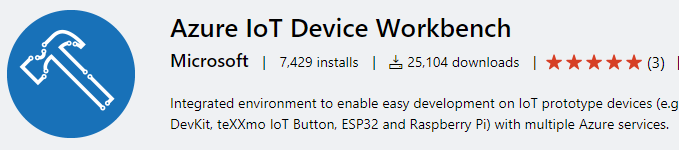 Azure IoT Device Workbench
Microsoft | 7,429 installs | 25,104 downloads | (3) |
Integrated environment to enable easy development on IoT prototype devices (e.g
DevKit, teXXmo IoT Button, ESP32 and Raspberry Pi) with multiple Azure services.